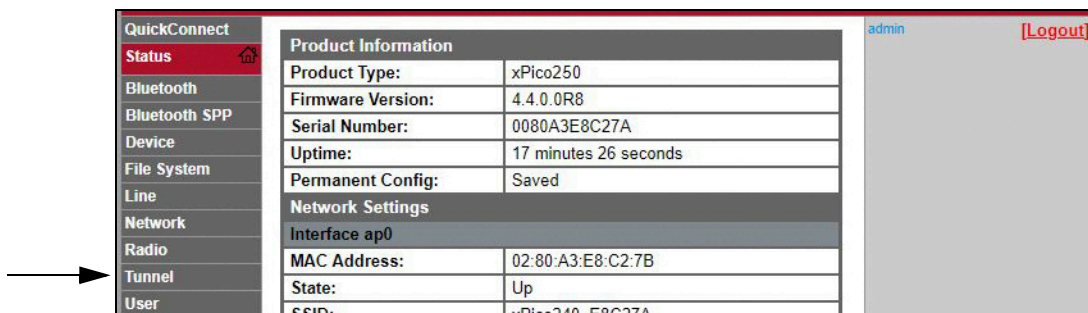 QuickConnect
Status
Bluetooth
Bluetooth SPP
Device
File System
Line
Network
Radio
Tunnel
User
Product Information
Product Type: xPico250
Firmware Version: 4.4.0.0R8
Serial Number: 0080A3E8C27A
Uptime: 17 minutes 26 seconds
Permanent Config: Saved
Network Settings
Interface ap0
MAC Address: 02:80:A3:E8:C2:7B
State: Up
SSID: xPico240_E8C27A
admin
[Logout]